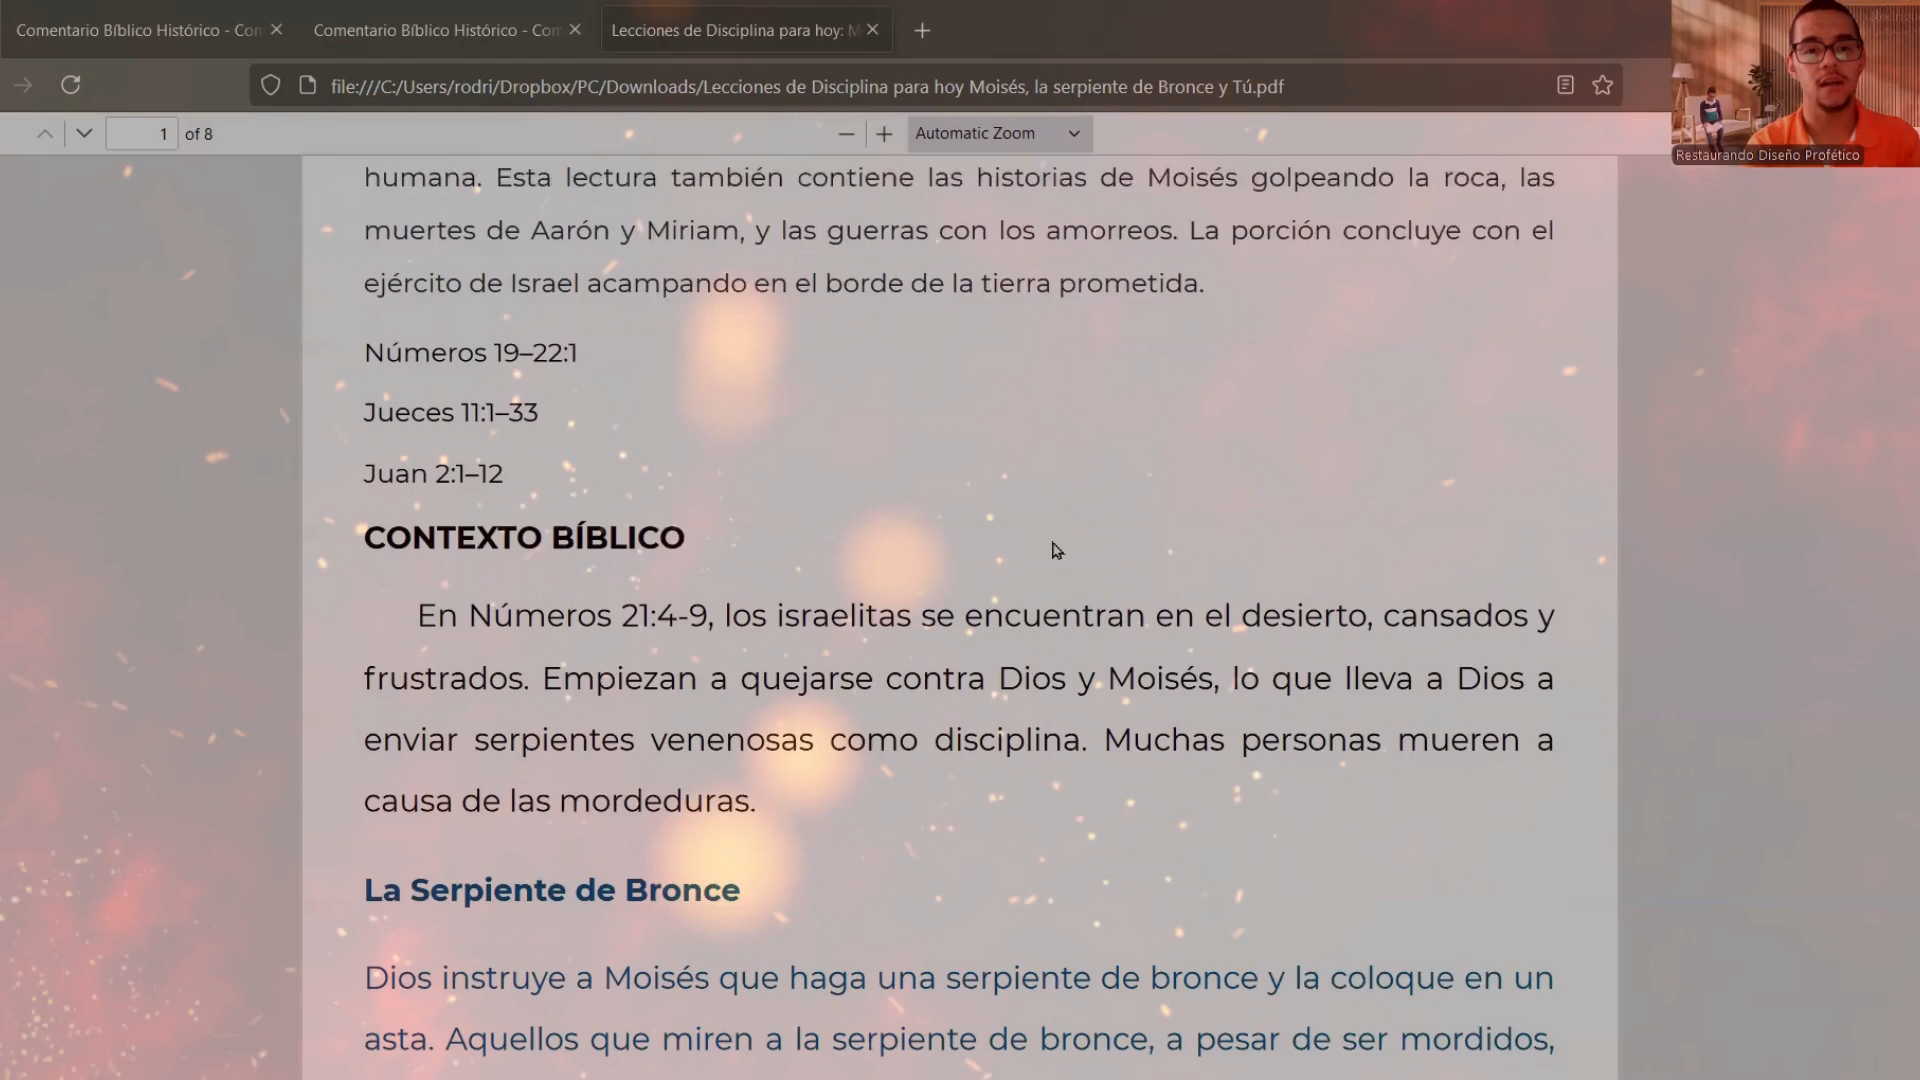 Comentario Bíblico Histórico - Con
Comentario Bíblico Histórico - Con
Lecciones de Disciplina para hoy: M
file:///C:/Users/rodri/Dropbox/PC/Downloads/Lecciones de Disciplina para hoy Moisés, la serpiente de Bronce y Tú.pdf
1 of 8
Automatic Zoom
Restaurando Diseño Profético
humana. Esta lectura también contiene las historias de Moisés golpeando la roca, las
muertes de Aarón y Miriam, y las guerras con los amorreos. La porción concluye con el
ejército de Israel acampando en el borde de la tierra prometida.
Números 19–22:1
Jueces 11:1–33
Juan 2:1–12
CONTEXTO BÍBLICO
En Números 21:4-9, los israelitas se encuentran en el desierto, cansados y
frustrados. Empiezan a quejarse contra Dios y Moisés, lo que lleva a Dios a
enviar serpientes venenosas como disciplina. Muchas personas mueren a
causa de las mordeduras.
La Serpiente de Bronce
Dios instruye a Moisés que haga una serpiente de bronce y la coloque en un
asta. Aquellos que miren a la serpiente de bronce, a pesar de ser mordidos,